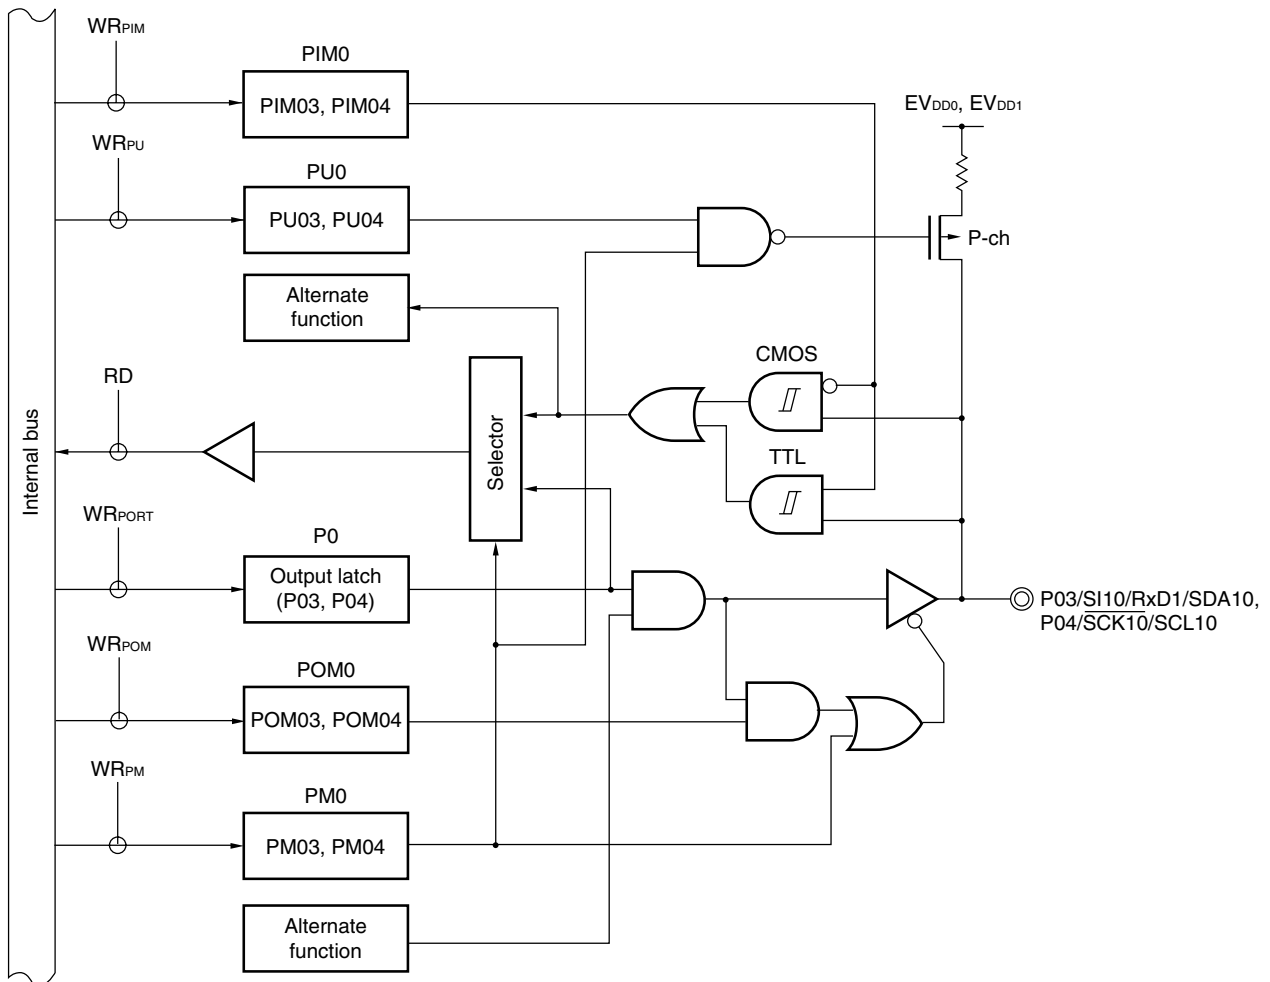 WRPIM
PIM0
PIM03, PIM04
EVDD0, EVDD1
WRPU
PU0
PU03, PU04
P-ch
Alternate
function
CMOS
RD
Selector
Internal bus
TTL
WRPORT
P0
Output latch
(P03, P04)
P03/SI10/RxD1/SDA10,
P04/SCK10/SCL10
WRPOM
POM0
POM03, POM04
WRPM
PM0
PM03, PM04
Alternate
function